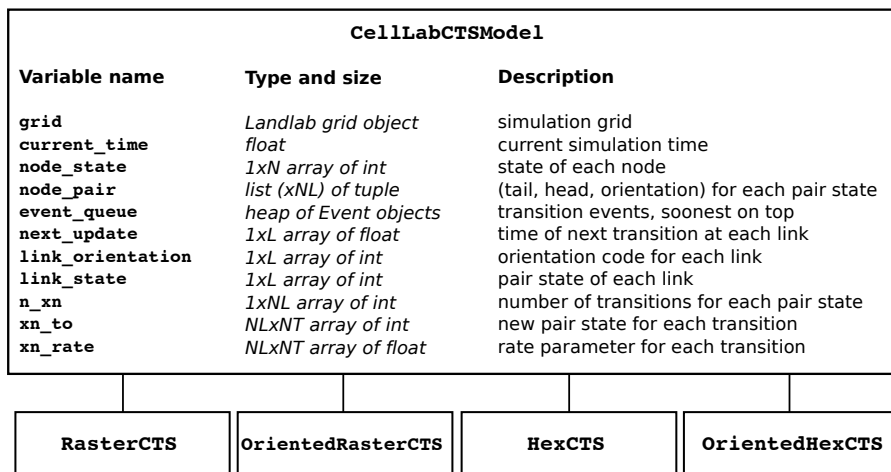 CellLabCTSModel
Variable name Type and size Description
grid Landlab grid object simulation grid
current_time float current simulation time
node_state 1xN array of int state of each node
node_pair list (xNL) of tuple (tail, head, orientation) for each pair state
event_queue heap of Event objects transition events, soonest on top
next_update 1xL array of float time of next transition at each link
link_orientation 1xL array of int orientation code for each link
link_state 1xL array of int pair state of each link
n_xn 1xNL array of int number of transitions for each pair state
xn_to NLxNT array of int new pair state for each transition
xn_rate NLxNT array of float rate parameter for each transition
RasterCTS OrientedRasterCTS HexCTS OrientedHexCTS